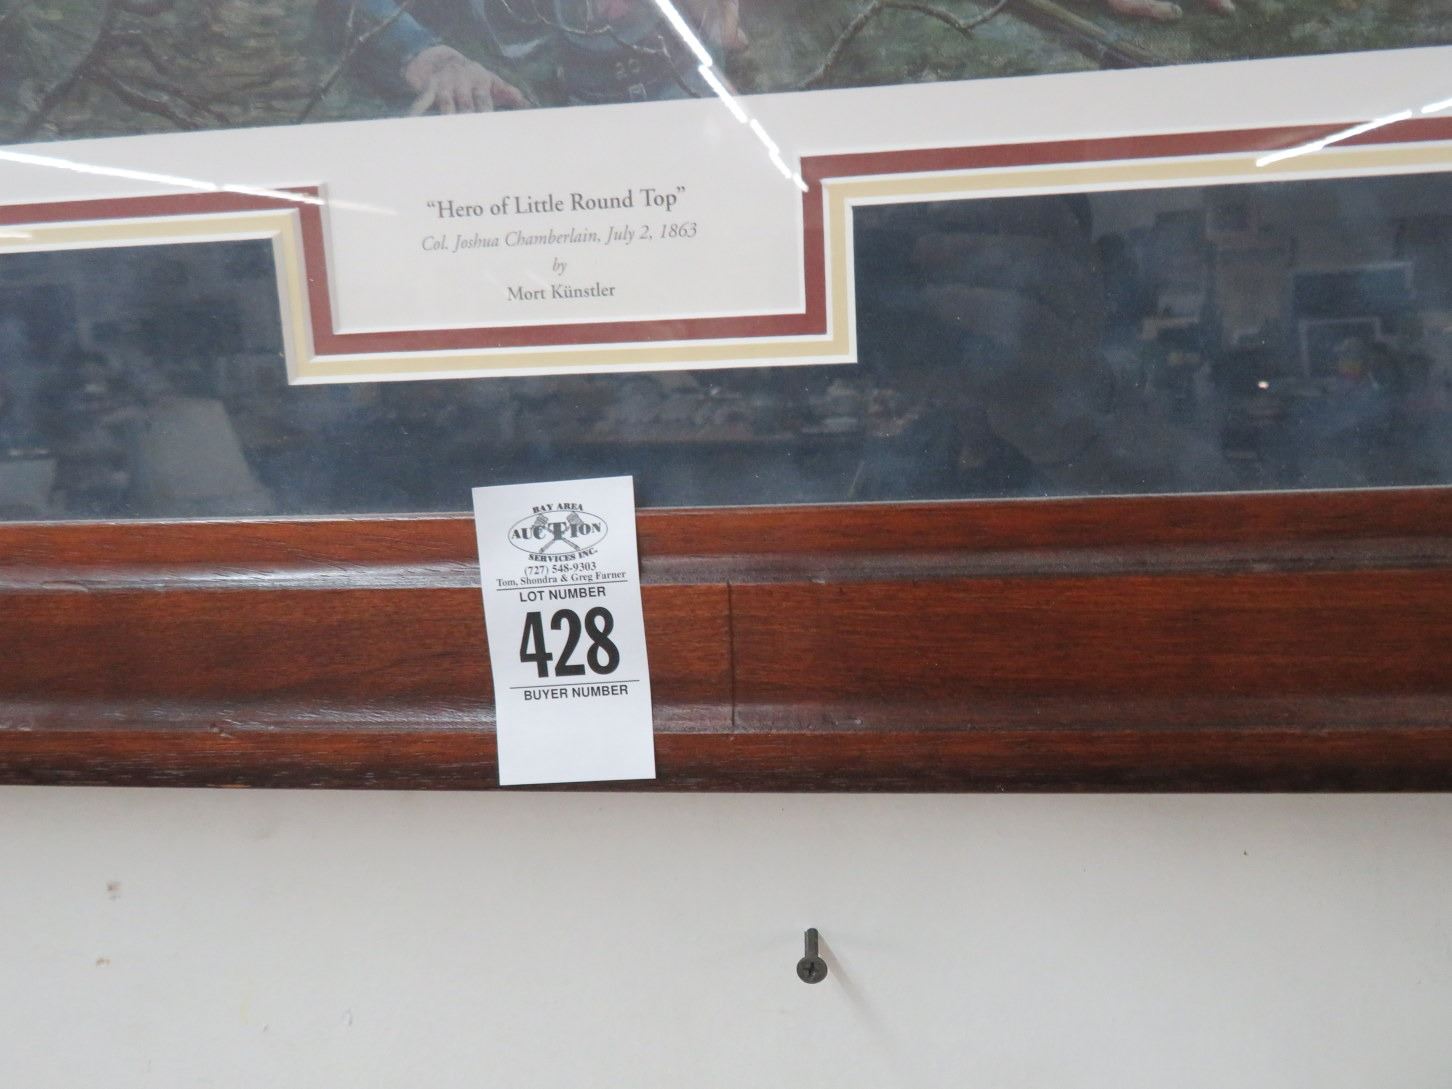 “Hero of Little Round Top”
Col. Joshua Chamberlain, July 2, 1863
by
Mort Künstler
BAY AREA
AUCTION
SERVICES INC.
(727) 548-9303
Tom, Shondra & Greg Farner
LOT NUMBER
428
BUYER NUMBER